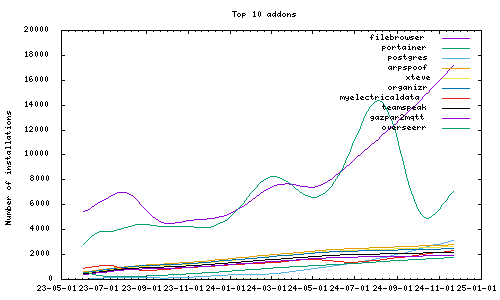 Top 10 addons
Number of installations
20000
18000
16000
14000
12000
10000
8000
6000
4000
2000
0
filebrowser
portainer
postgres
arpspoof
xteve
organizr
myelectricaldata
teamspeak
gazpar2mqtt
overseerr
23-05-01 23-07-01 23-09-01 23-11-01 24-01-01 24-03-01 24-05-01 24-07-01 24-09-01 24-11-01 25-01-01